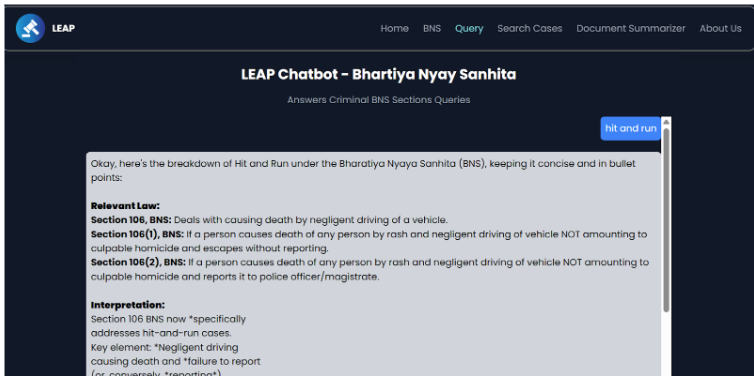 LEAP
Home BNS Query Search Cases Document Summarizer About Us
LEAP Chatbot - Bhartiya Nyay Sanhita
Answers Criminal BNS Sections Queries
hit and run
Okay, here's the breakdown of Hit and Run under the Bharatiya Nyaya Sanhita (BNS), keeping it concise and in bullet
points:
Relevant Law:
Section 106, BNS: Deals with causing death by negligent driving of a vehicle.
Section 106(1), BNS: If a person causes death of any person by rash and negligent driving of vehicle NOT amounting to
culpable homicide and escapes without reporting.
Section 106(2), BNS: If a person causes death of any person by rash and negligent driving of vehicle NOT amounting to
culpable homicide and reports it to police officer/magistrate.
Interpretation:
Section 106 BNS now *specifically
addresses hit-and-run cases.
Key element: *Negligent driving
causing death and *failure to report
(or, conversely, *reporting*)